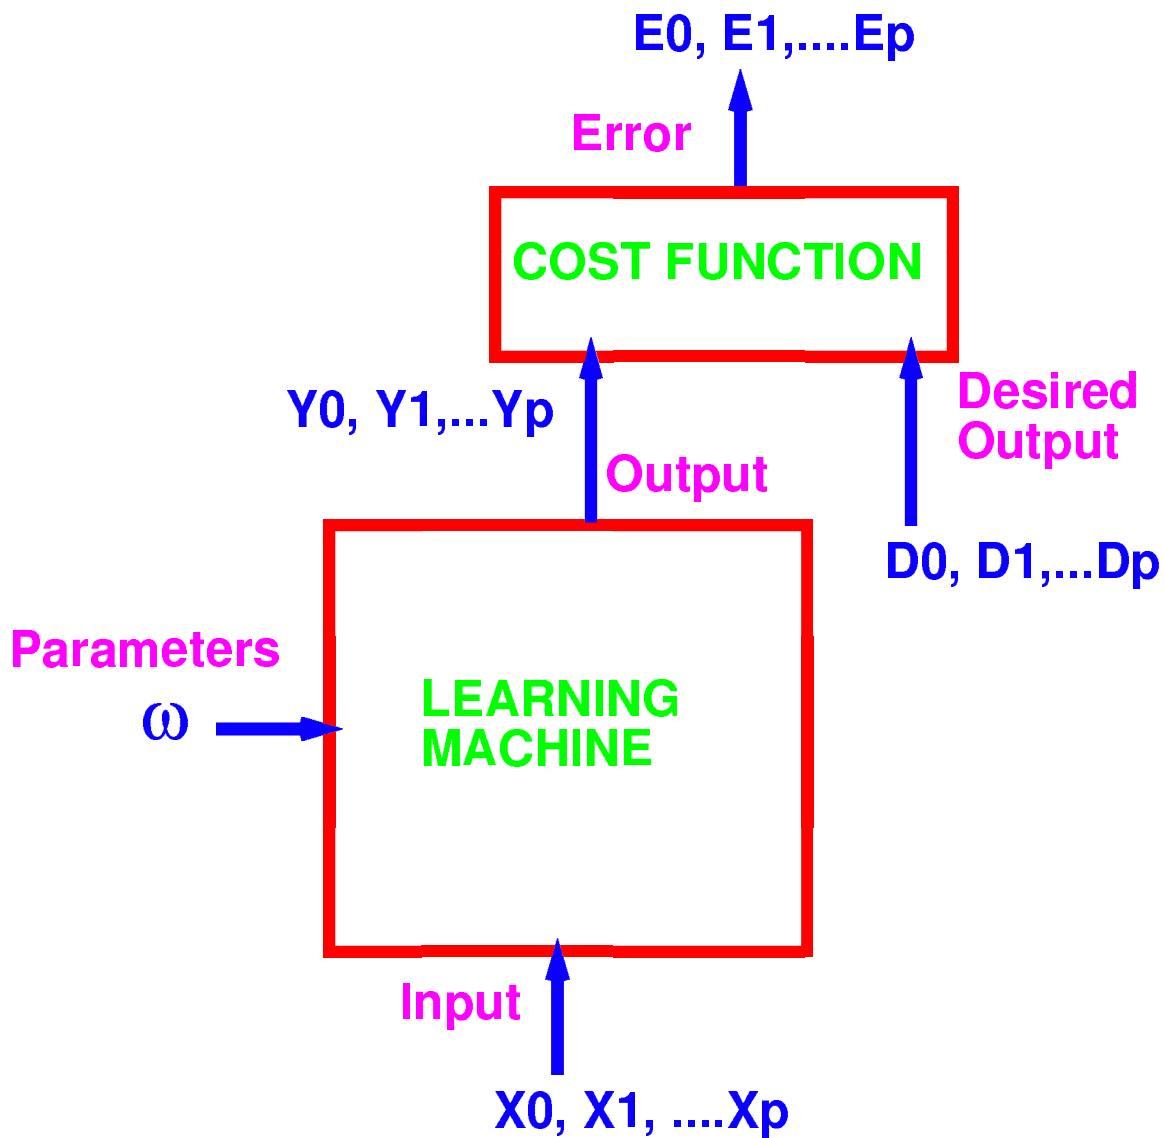 E0, E1,....Ep
Error
COST FUNCTION
Y0, Y1,...Yp
Desired
Output
Output
D0, D1,...Dp
Parameters
ω
LEARNING
MACHINE
Input
X0, X1, ....Xp